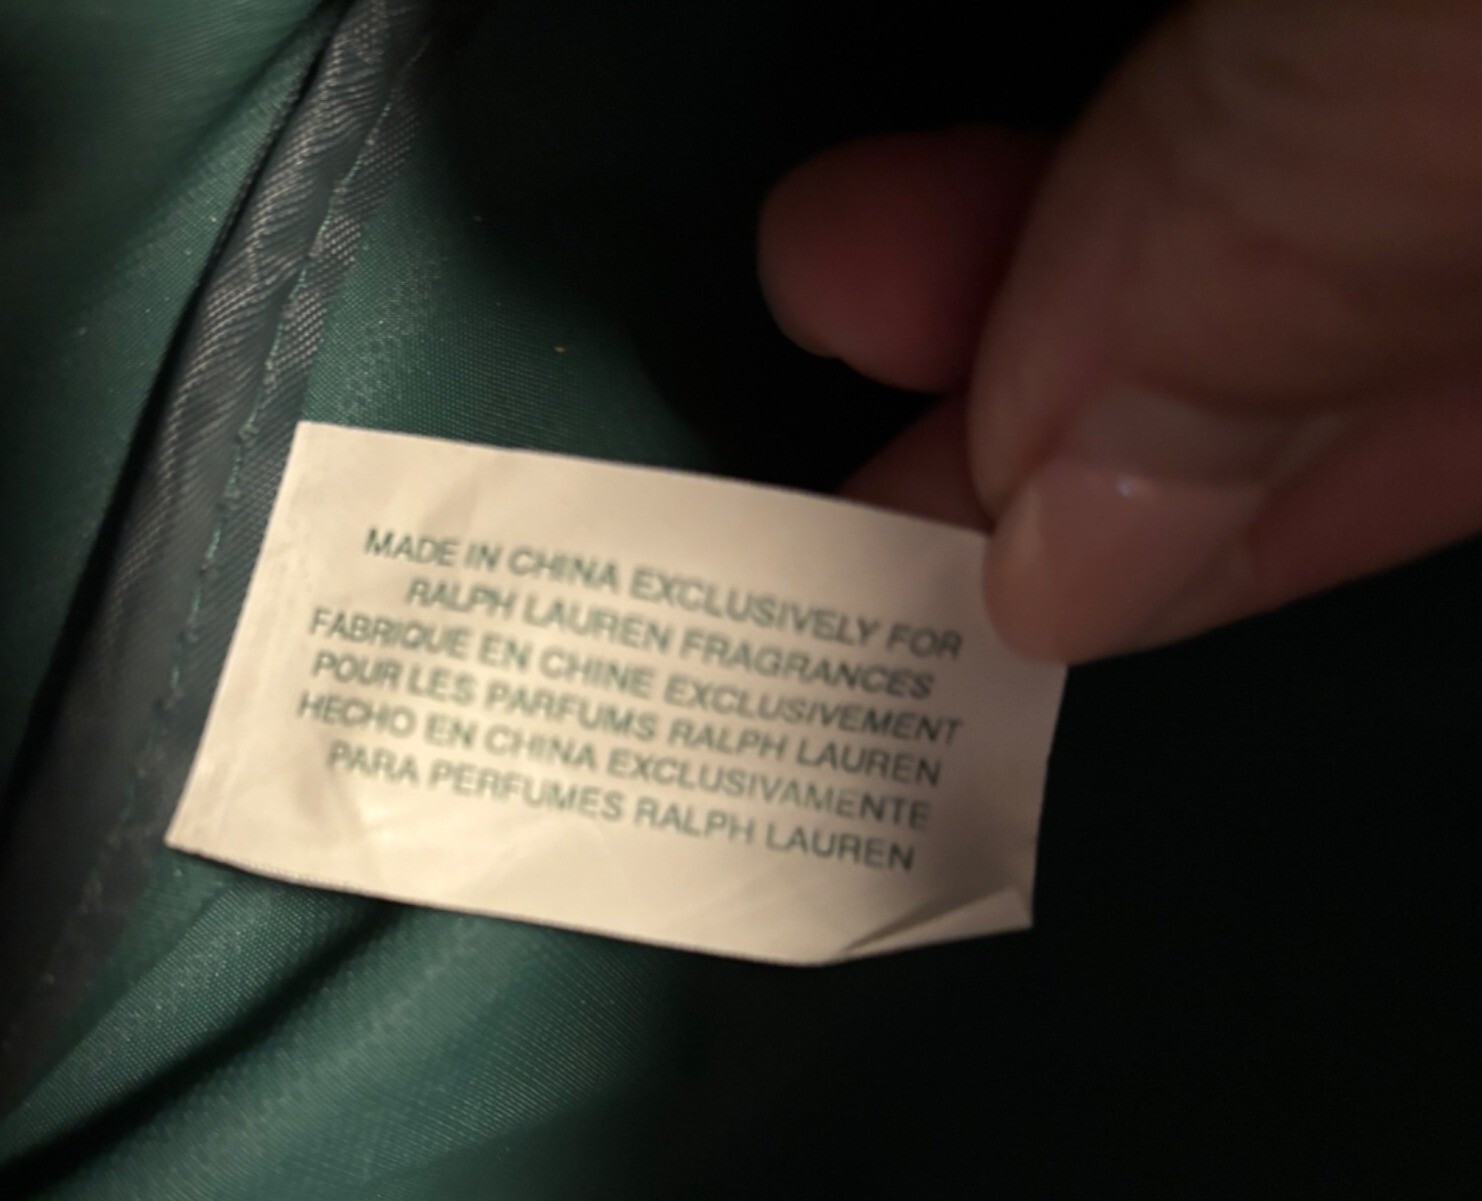 MADE IN CHINA EXCLUSIVELY FOR
RALPH LAUREN FRAGRANCES
FABRIQUE EN CHINE EXCLUSIVEMENT
POUR LES PARFUMS RALPH LAUREN
HECHO EN CHINA EXCLUSIVAMENTE
PARA PERFUMES RALPH LAUREN